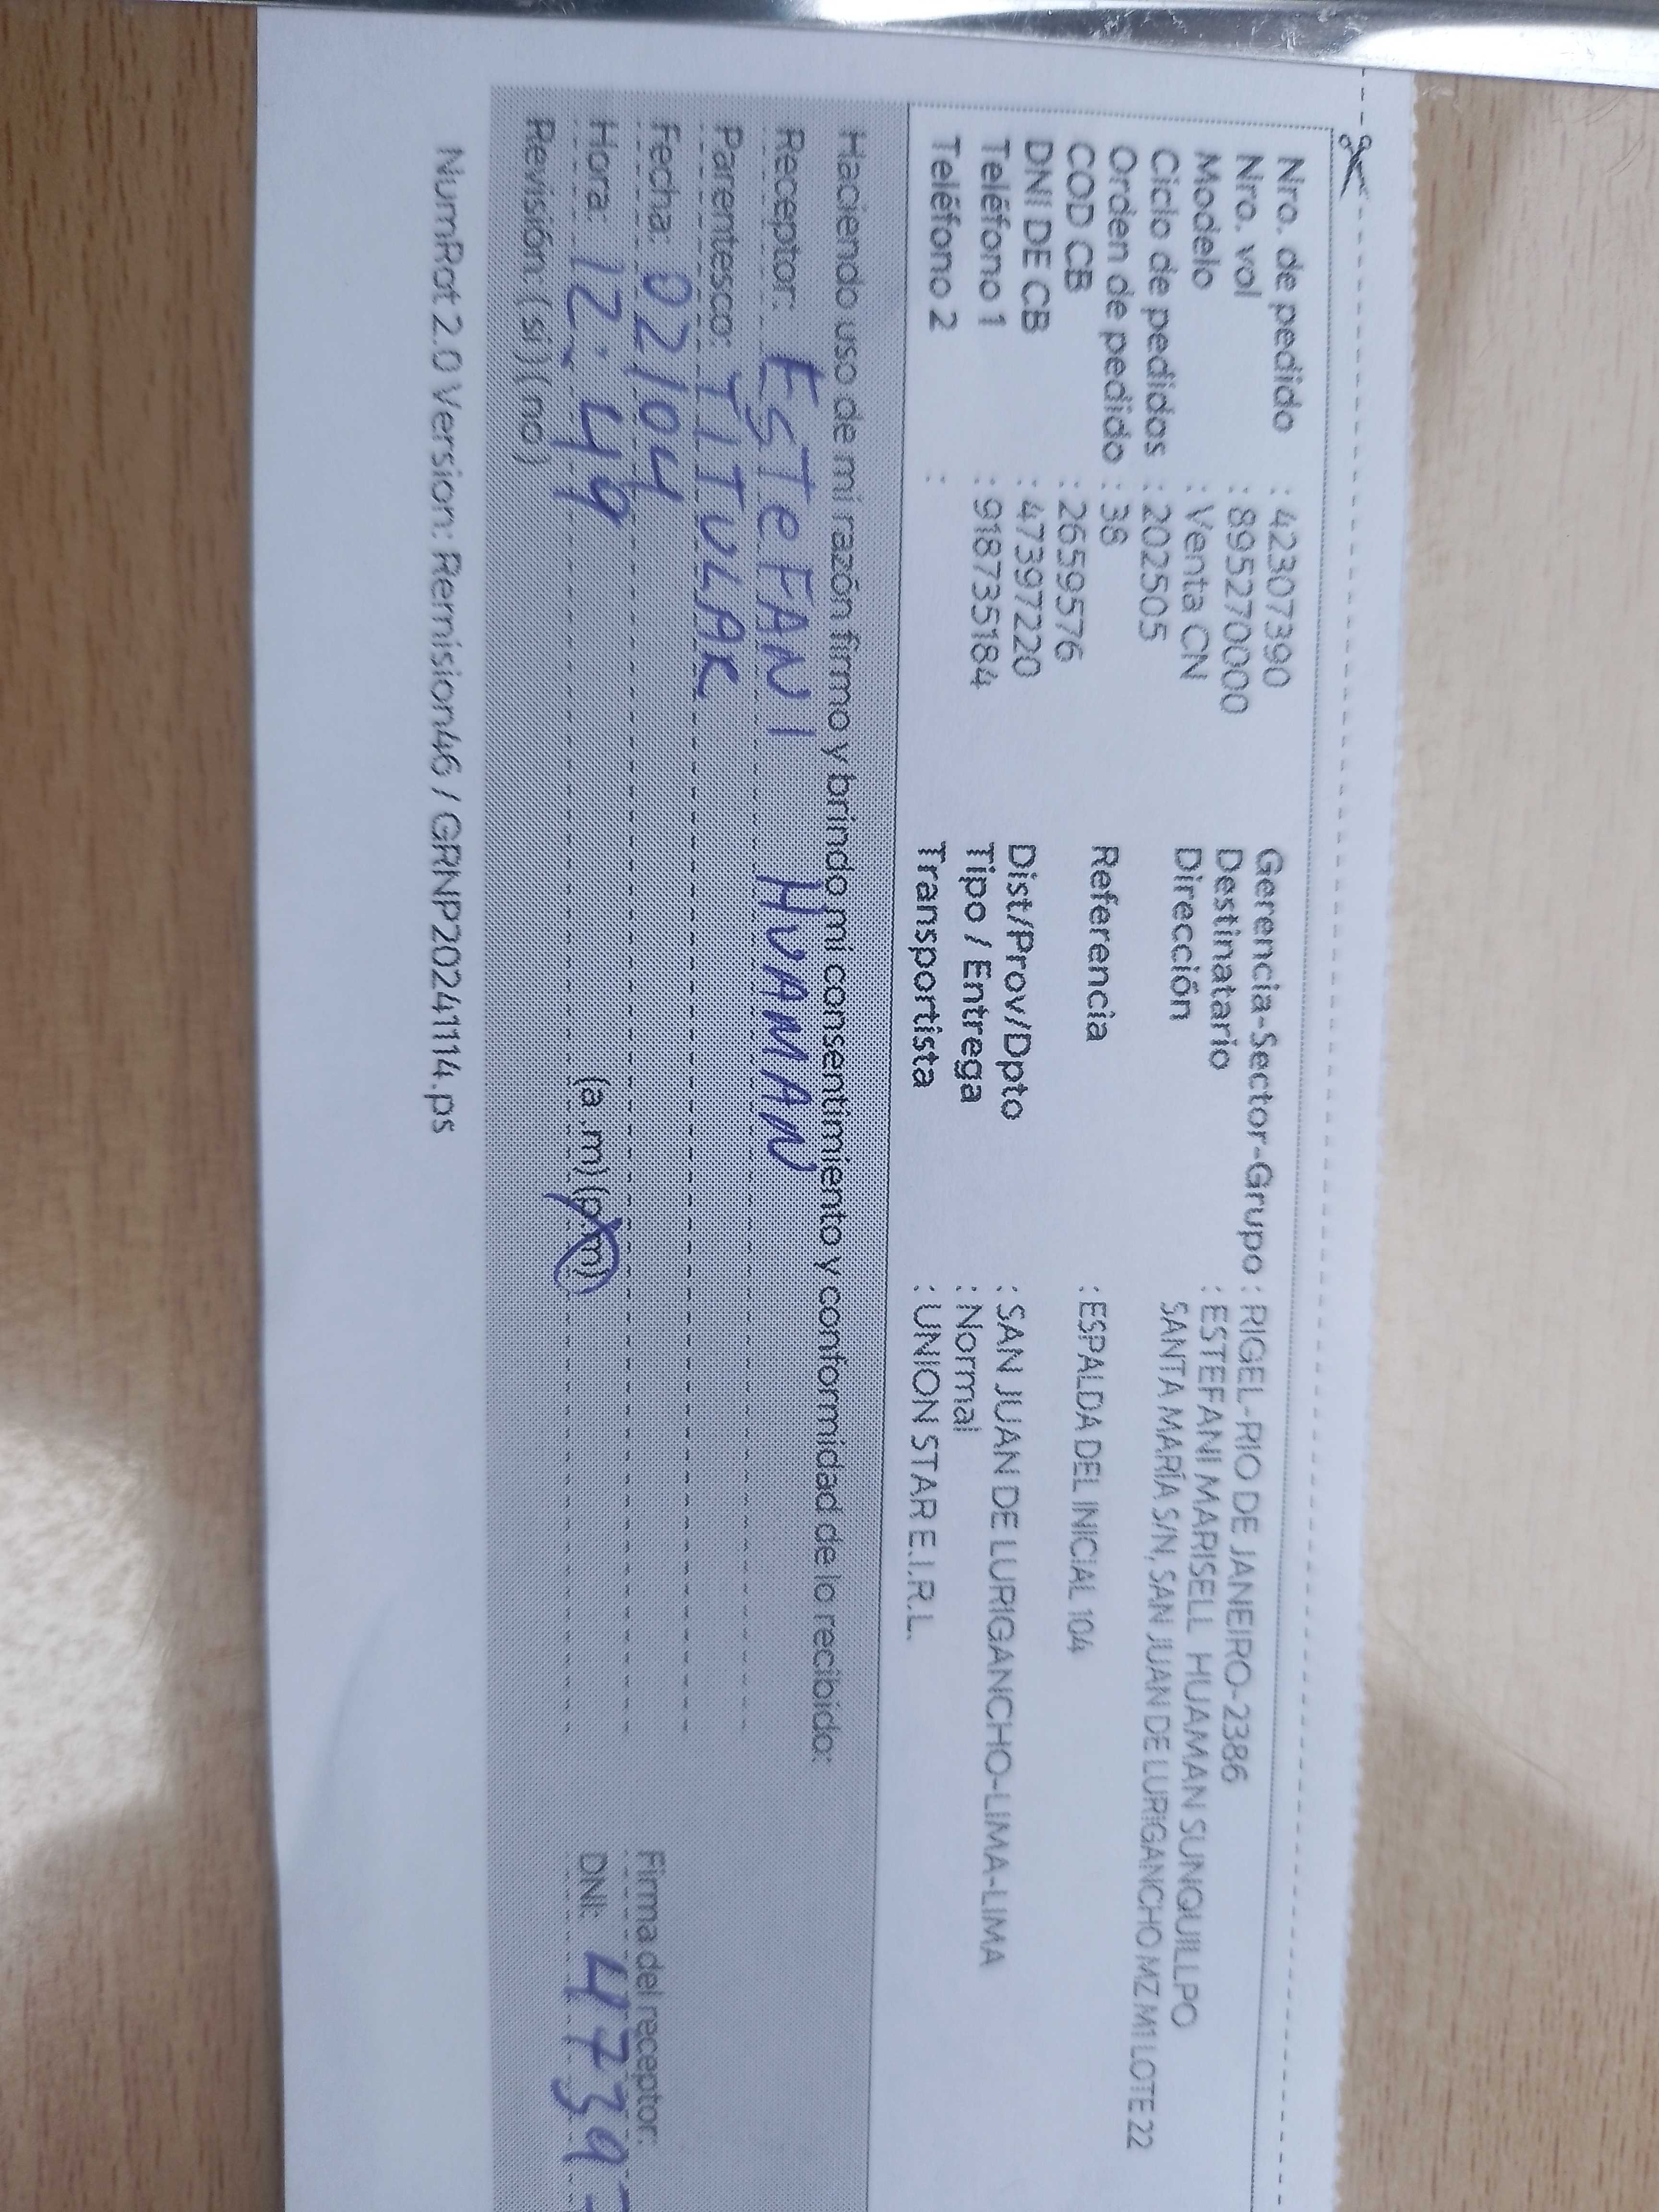 Nro. de pedido : 42307390
Nro. vol : 895270000
Modelo : Venta CN
Ciclo de pedidos : 202505
Orden de pedido : 38
COD CB : 2659576
DNI DE CB : 47397220
Teléfono 1 : 918735184
Teléfono 2 :
Gerencia-Sector-Grupo : RIGEL-RIO DE JANEIRO-2386
Destinatario : ESTEFANI MARISELL HUAMAN SUNQUILLPO
Dirección SANTA MARÍA S/N, SAN JUAN DE LURIGANCHO MZ M1 LOTE 22
Referencia : ESPALDA DEL INICIAL 104
Dist/Prov/Dpto : SAN JUAN DE LURIGANCHO-LIMA-LIMA
Tipo / Entrega : Normal
Transportista : UNION STAR E.I.R.L.
Haciendo uso de mi razón firmo y brindo mi consentimiento y conformidad de lo recibido:
Receptor: ESTEFANI HUAMAN
Parentesco: TITULAR
Fecha: 02/04
Hora: 12:49 (a.m)(p.m)
Revisión: (si)(no)
Firma del receptor:
DNI: 4739
NumRot 2.0 Version: Remision46 / GRNP20241114.ps